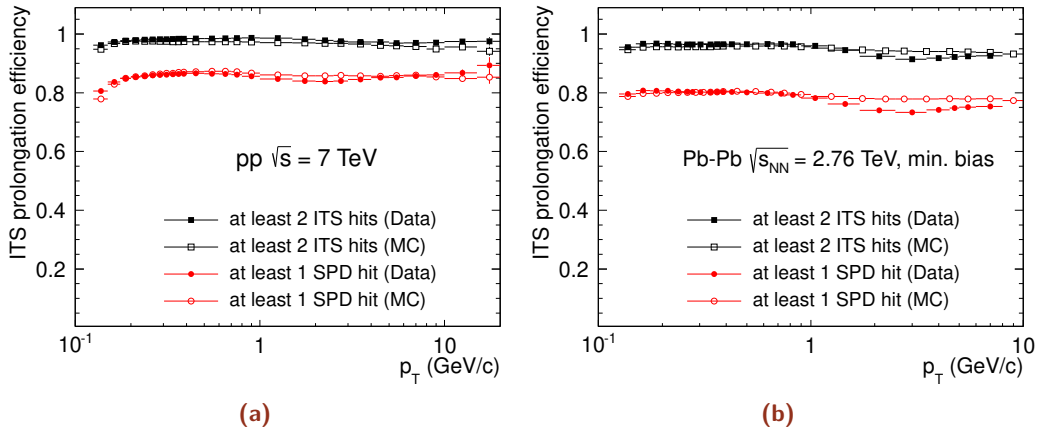 ITS prolongation efficiency
1
0.8
0.6
0.4
0.2
pp √s = 7 TeV
at least 2 ITS hits (Data)
at least 2 ITS hits (MC)
at least 1 SPD hit (Data)
at least 1 SPD hit (MC)
10⁻¹ 1 10
p_T (GeV/c)
(a)
ITS prolongation efficiency
1
0.8
0.6
0.4
0.2
Pb-Pb √s_NN = 2.76 TeV, min. bias
at least 2 ITS hits (Data)
at least 2 ITS hits (MC)
at least 1 SPD hit (Data)
at least 1 SPD hit (MC)
10⁻¹ 1 10
p_T (GeV/c)
(b)